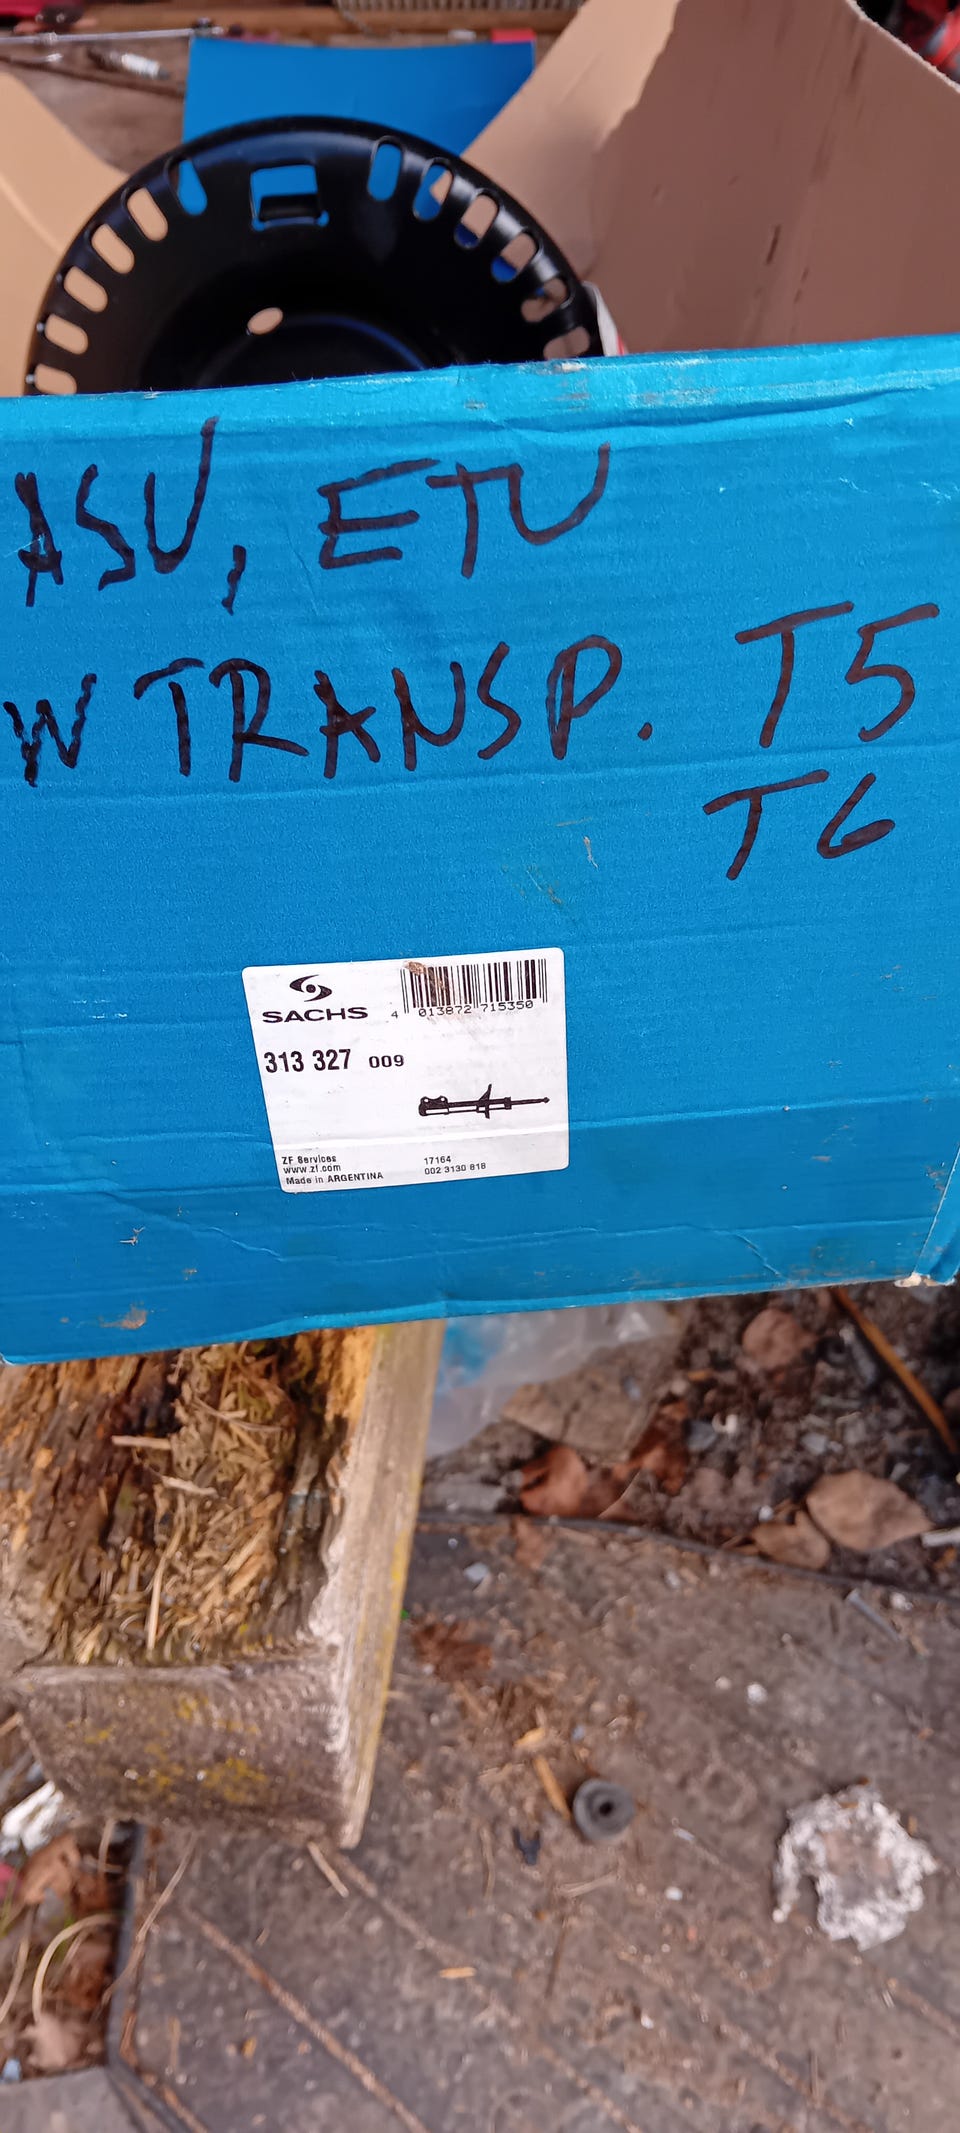 ASU, ETU
W TRANSP. T5
T6
SACHS
4 013872 715350
313 327 009
ZF Services
www.zf.com
Made in ARGENTINA
17164
002 3130 818